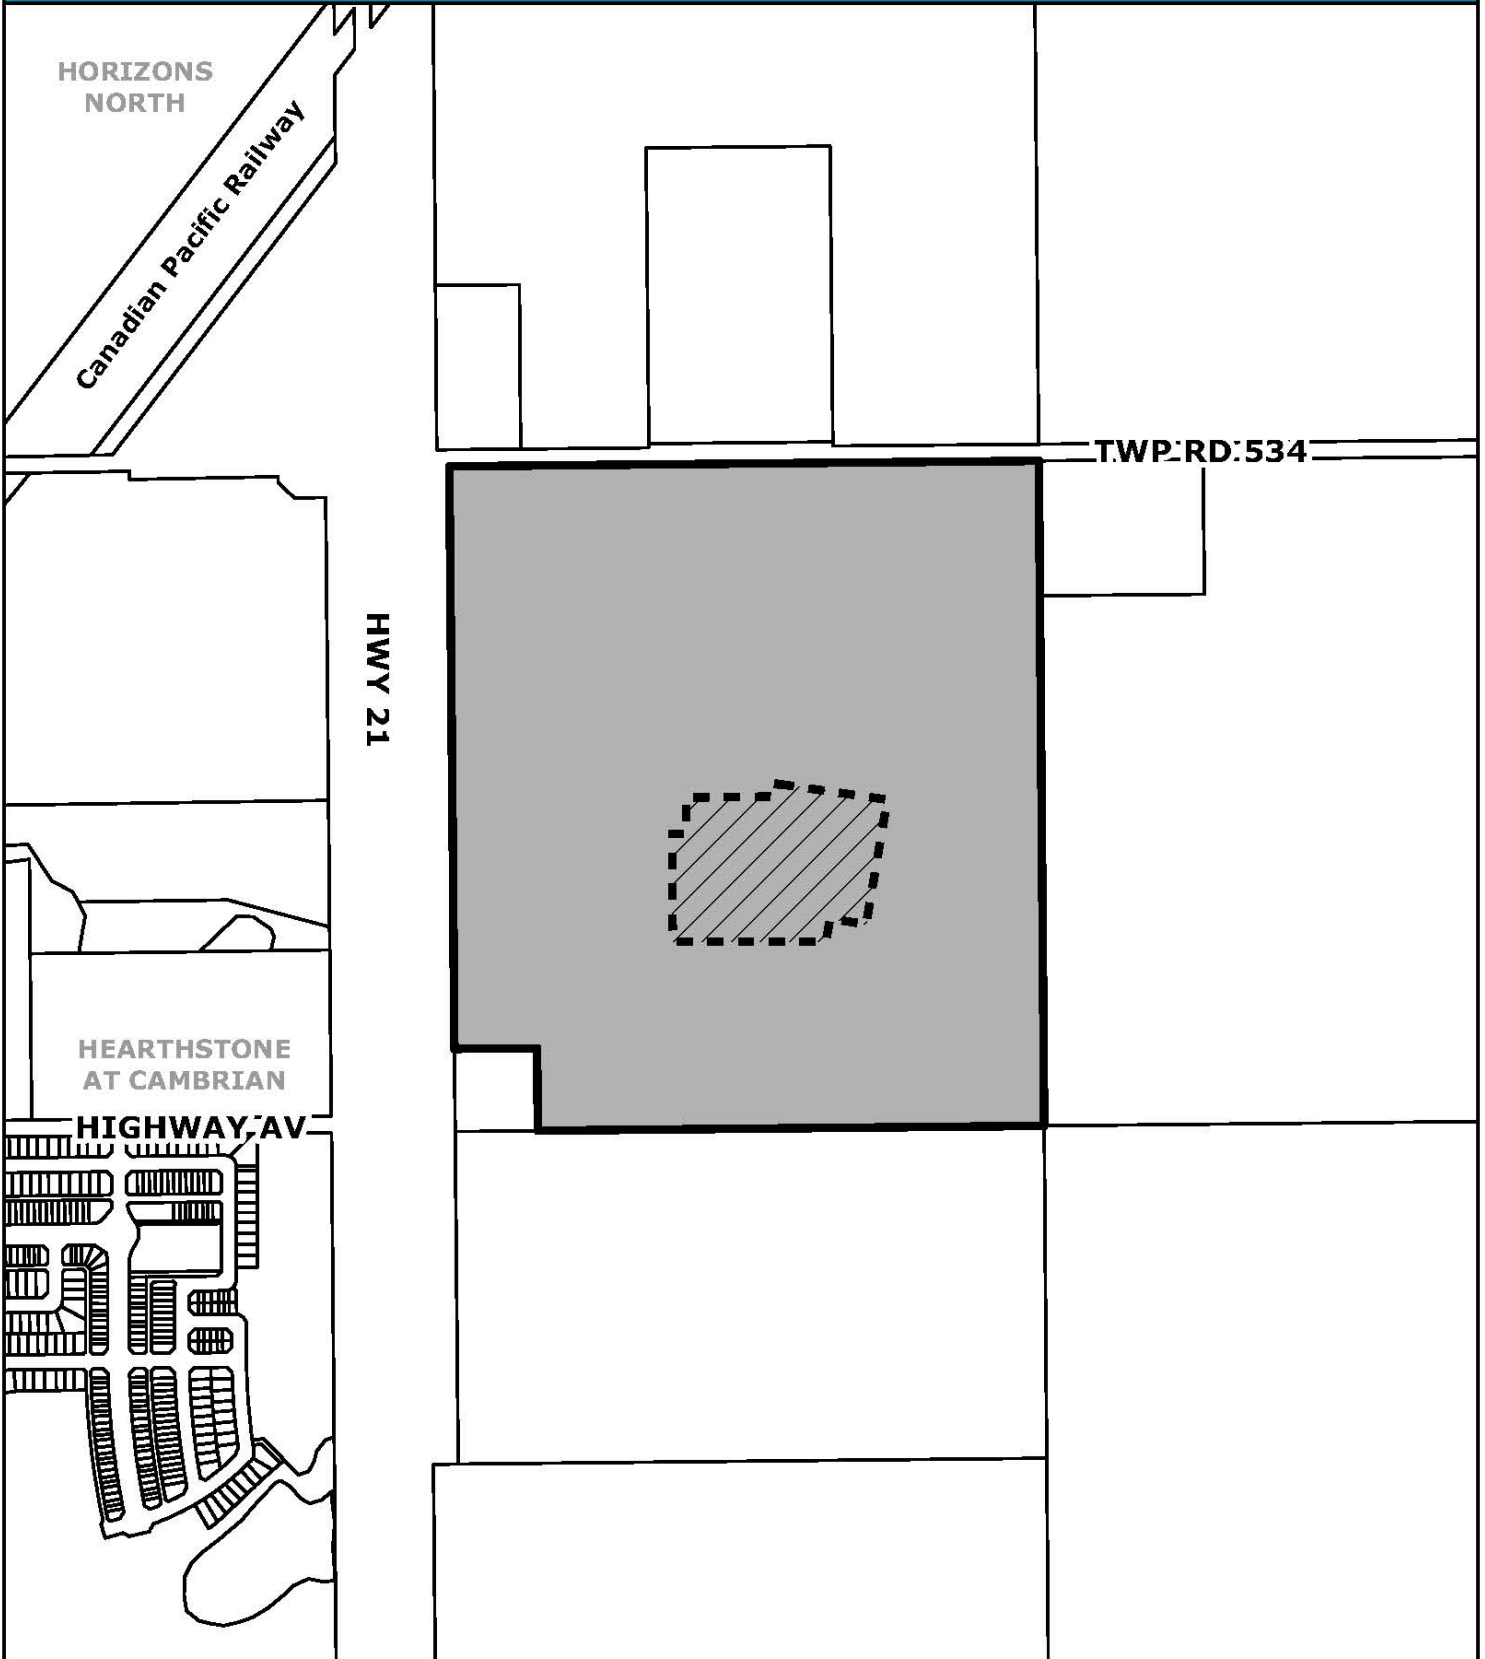 HORIZONS
NORTH
Canadian Pacific Railway
TWP RD 534
HWY 21
HEARTHSTONE
AT CAMBRIAN
HIGHWAY AV